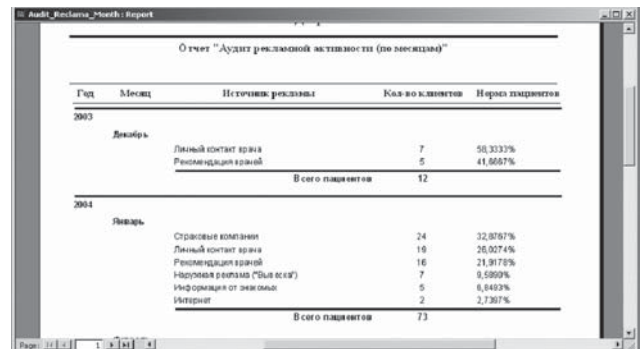 Audit_Reclama_Month : Report
Отчет "Аудит рекламной активности (по месяцам)"
Год Месяц Источник рекламы Кол-во клиентов Норма пациентов
2003
Декабрь
Личный контакт врача 7 58,3333%
Рекомендация врачей 5 41,6667%
Всего пациентов 12
2004
Январь
Страховые компании 24 32,8767%
Личный контакт врача 19 26,0274%
Рекомендация врачей 16 21,9178%
Наружная реклама ("Вывеска") 7 9,5890%
Информация от знакомых 5 6,8493%
Интернет 2 2,7397%
Всего пациентов 73
Page: 1